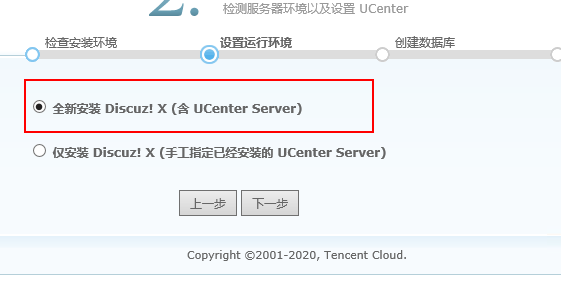 2.
检测服务器环境以及设置 UCenter
检查安装环境
设置运行环境
创建数据库
全新安装 Discuz! X (含 UCenter Server)
仅安装 Discuz! X (手工指定已经安装的 UCenter Server)
上一步 下一步
Copyright ©2001-2020, Tencent Cloud.